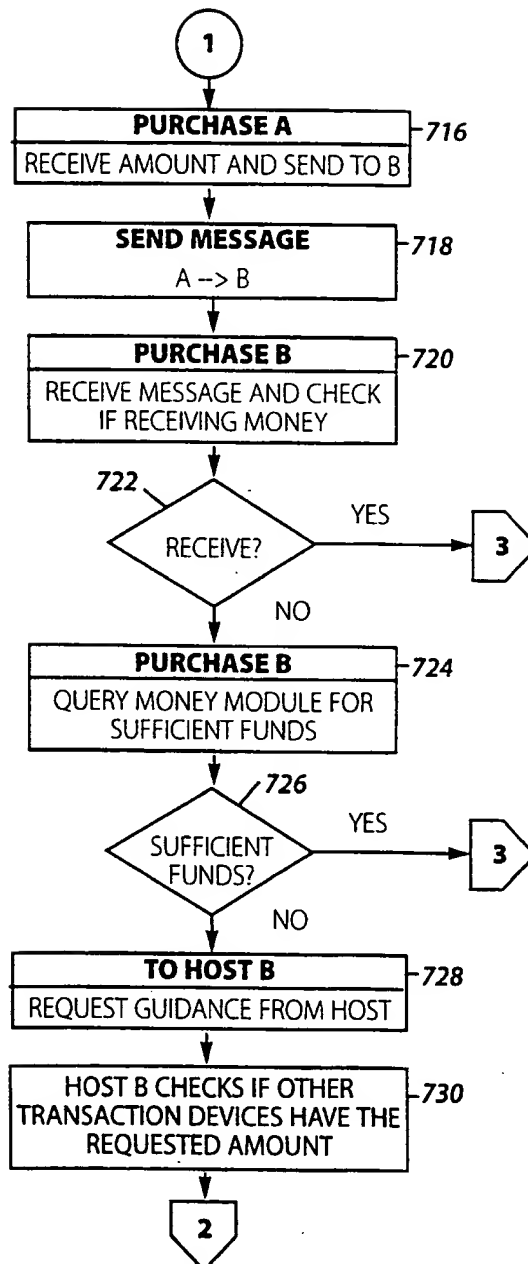 1
PURCHASE A
716
RECEIVE AMOUNT AND SEND TO B
SEND MESSAGE
718
A --> B
PURCHASE B
720
RECEIVE MESSAGE AND CHECK
IF RECEIVING MONEY
722
YES
RECEIVE?
3
NO
PURCHASE B
724
QUERY MONEY MODULE FOR
SUFFICIENT FUNDS
726
YES
SUFFICIENT
FUNDS?
3
NO
TO HOST B
728
REQUEST GUIDANCE FROM HOST
HOST B CHECKS IF OTHER
730
TRANSACTION DEVICES HAVE THE
REQUESTED AMOUNT
2